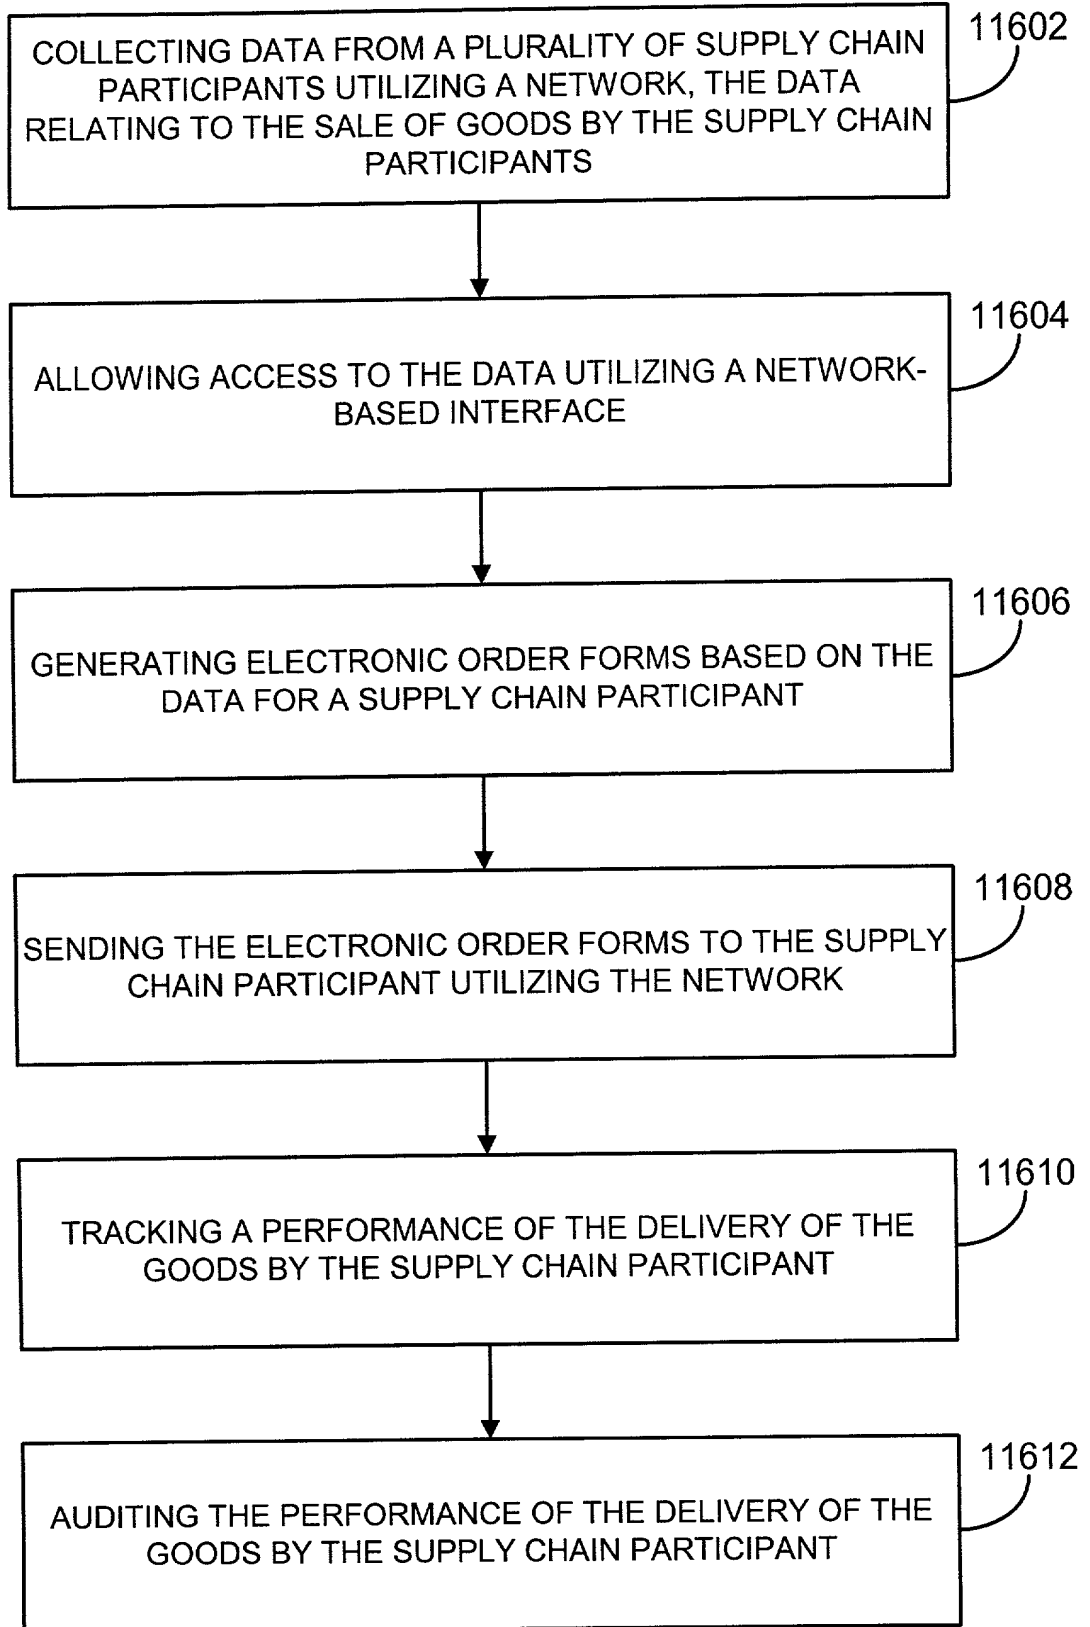 COLLECTING DATA FROM A PLURALITY OF SUPPLY CHAIN
PARTICIPANTS UTILIZING A NETWORK, THE DATA
RELATING TO THE SALE OF GOODS BY THE SUPPLY CHAIN
PARTICIPANTS
11602
ALLOWING ACCESS TO THE DATA UTILIZING A NETWORK-
BASED INTERFACE
11604
GENERATING ELECTRONIC ORDER FORMS BASED ON THE
DATA FOR A SUPPLY CHAIN PARTICIPANT
11606
SENDING THE ELECTRONIC ORDER FORMS TO THE SUPPLY
CHAIN PARTICIPANT UTILIZING THE NETWORK
11608
TRACKING A PERFORMANCE OF THE DELIVERY OF THE
GOODS BY THE SUPPLY CHAIN PARTICIPANT
11610
AUDITING THE PERFORMANCE OF THE DELIVERY OF THE
GOODS BY THE SUPPLY CHAIN PARTICIPANT
11612